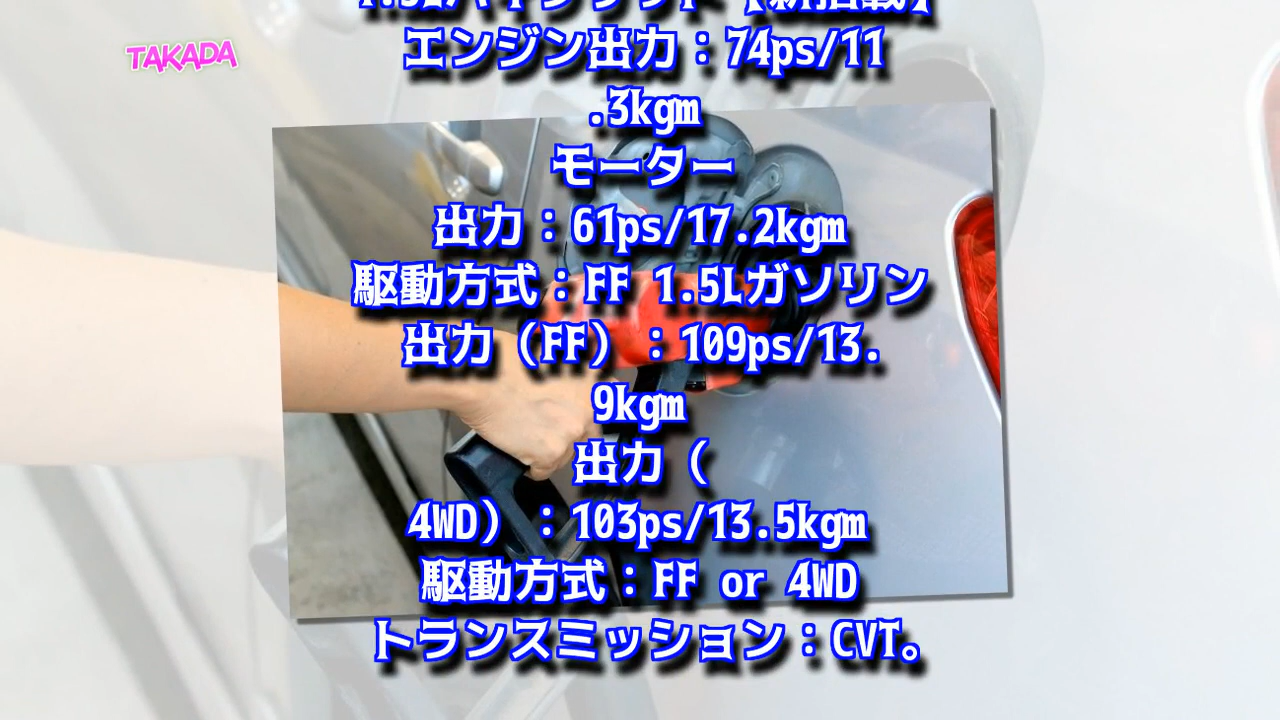 TAKADA
エンジン出力：74ps/11
.3kgm
モーター
出力：61ps/17.2kgm
駆動方式：FF 1.5Lガソリン
出力（FF）：109ps/13.
9kgm
出力（
4WD）：103ps/13.5kgm
駆動方式：FF or 4WD
トランスミッション：CVT。